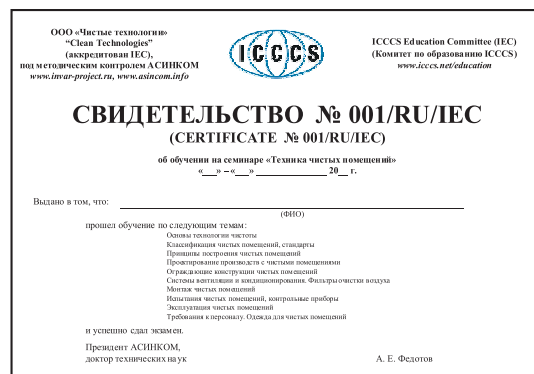 ООО «Чистые технологии»
“Clean Technologies”
(аккредитован IEC),
под методическим контролем АСИНКОМ
www.invar-project.ru, www.asincom.info
ICCCS
ICCCS Education Committee (IEC)
(Комитет по образованию ICCCS)
www.icccs.net/education
СВИДЕТЕЛЬСТВО № 001/RU/IEC
(CERTIFICATE № 001/RU/IEC)
об обучении на семинаре «Техника чистых помещений»
«___» – «___» ______________ 20__ г.
Выдано в том, что:
(ФИО)
прошел обучение по следующим темам:
Основы технологии чистоты
Классификация чистых помещений, стандарты
Принципы построения чистых помещений
Проектирование производств с чистыми помещениями
Ограждающие конструкции чистых помещений
Системы вентиляции и кондиционирования. Фильтры очистки воздуха
Монтаж чистых помещений
Испытания чистых помещений, контрольные приборы
Эксплуатация чистых помещений
Требования к персоналу. Одежда для чистых помещений
и успешно сдал экзамен.
Президент АСИНКОМ,
доктор технических наук
А. Е. Федотов